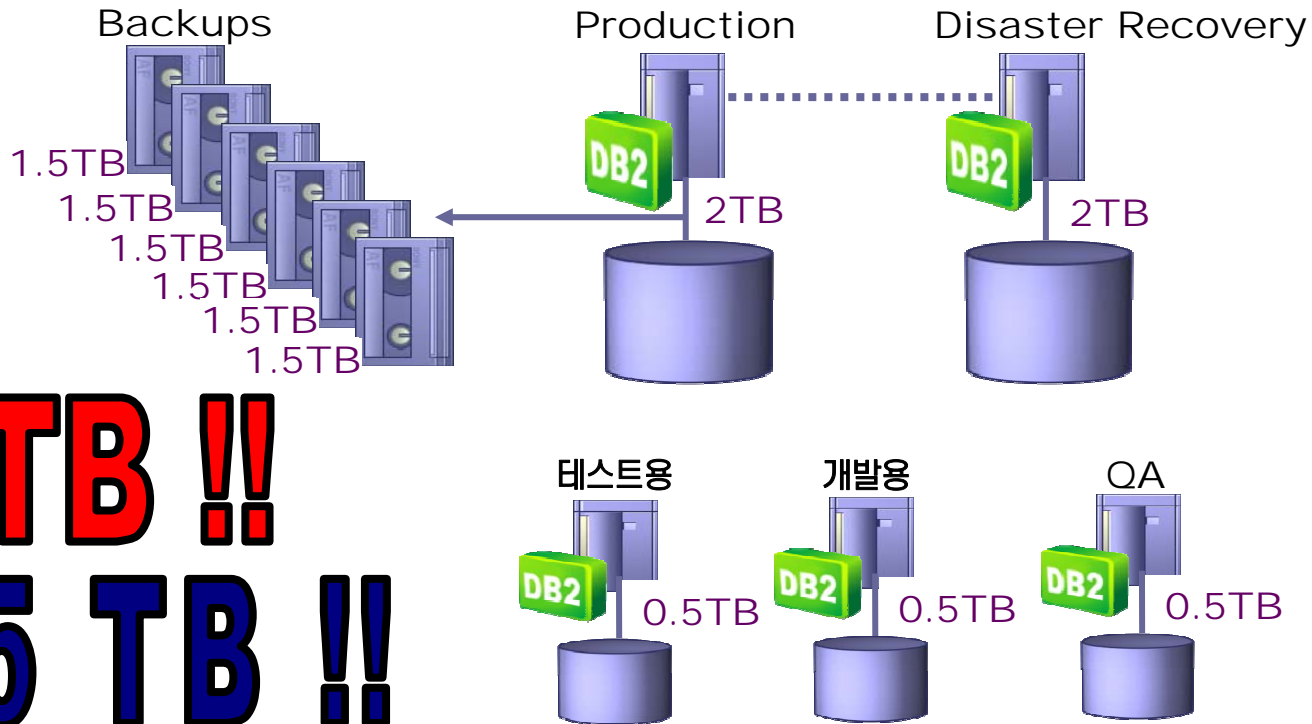 Backups
Production
Disaster Recovery
DB2
DB2
1.5TB
1.5TB
1.5TB
1.5TB
1.5TB
1.5TB
2TB
2TB
TB !!
5 TB !!
테스트용
개발용
QA
DB2
DB2
DB2
0.5TB
0.5TB
0.5TB